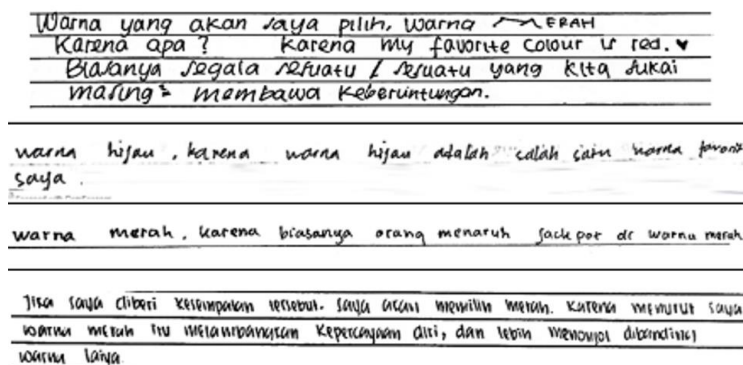 Warna yang akan saya pilih, warna MERAH
Karena apa? Karena my favorite colour is red. ♥
Biasanya segala sesuatu / sesuatu yang kita sukai
masing² membawa keberuntungan.
warna hijau, karena warna hijau adalah salah satu warna favorit
saya.
warna merah, karena biasanya orang menaruh jackpot di warna merah
Jika saya diberi kesempatan tersebut. saya akan memilih merah. Karena menurut saya
warna merah itu melambangkan kepercayaan diri, dan lebih menonjol dibanding
warna lainya.